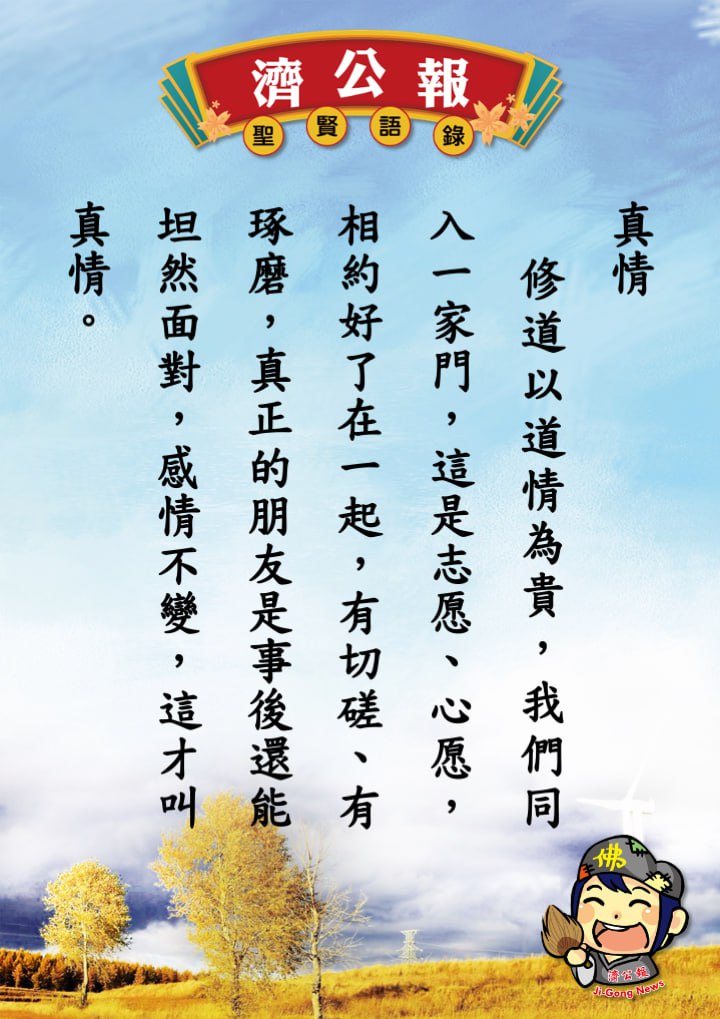 濟公報
聖賢語錄
真情
修道以道情為貴，我們同
入一家門，這是志愿、心愿，
相約好了在一起，有切磋、有
琢磨，真正的朋友是事後還能
坦然面對，感情不變，這才叫
真情。
佛
濟公報
Ji-Gong News